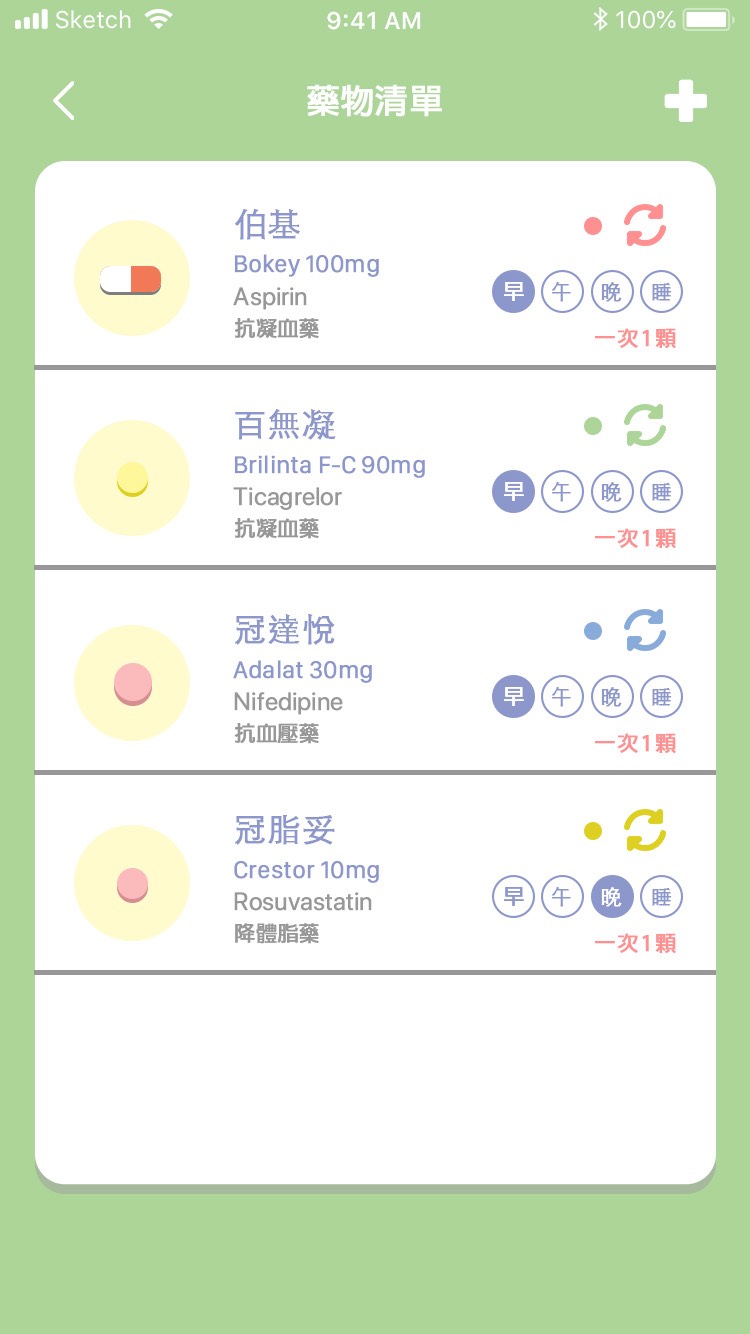 Sketch 9:41 AM 100%
藥物清單
伯基
Bokey 100mg
Aspirin
抗凝血藥
早 午 晚 睡
一次1顆
百無凝
Brilinta F-C 90mg
Ticagrelor
抗凝血藥
早 午 晚 睡
一次1顆
冠達悅
Adalat 30mg
Nifedipine
抗血壓藥
早 午 晚 睡
一次1顆
冠脂妥
Crestor 10mg
Rosuvastatin
降體脂藥
早 午 晚 睡
一次1顆